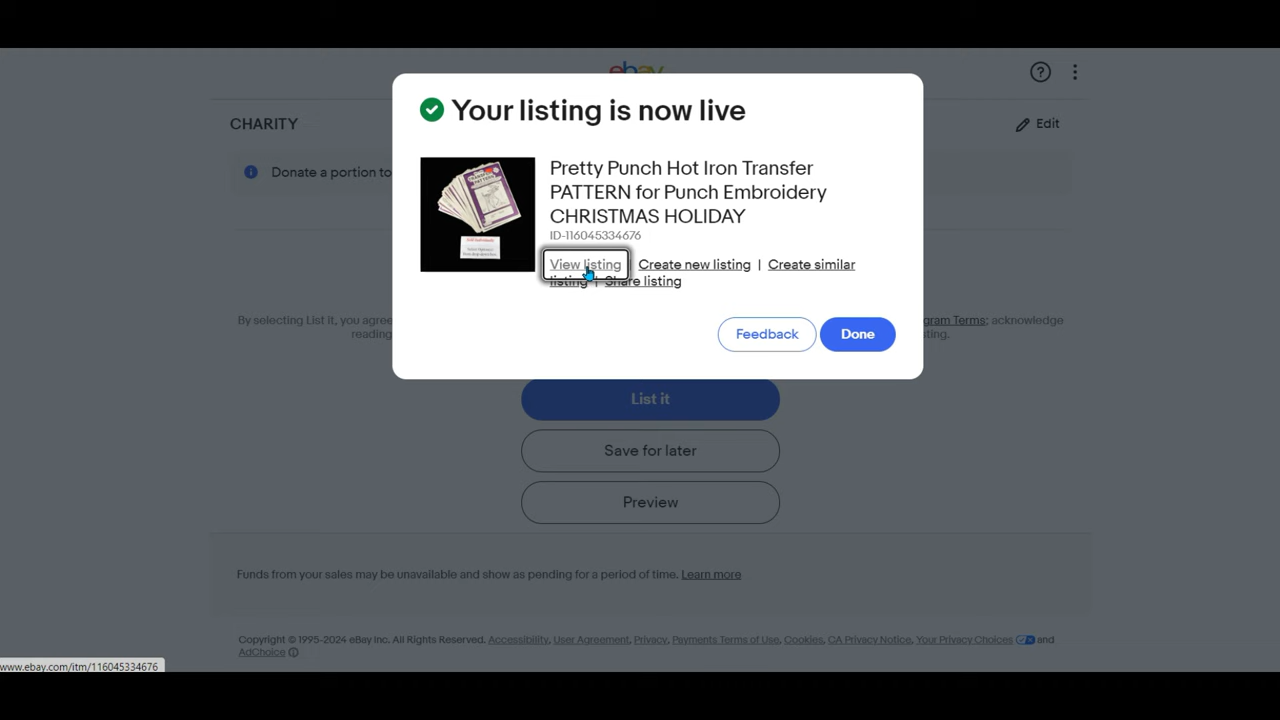 ebay
CHARITY
Edit
Donate a portion to
Your listing is now live
Pretty Punch Hot Iron Transfer
PATTERN for Punch Embroidery
CHRISTMAS HOLIDAY
ID-116045334676
View listing | Create new listing | Create similar
listing | Share listing
Feedback
Done
By selecting List it, you agree
gram Terms; acknowledge
reading
sting.
List it
Save for later
Preview
Funds from your sales may be unavailable and show as pending for a period of time. Learn more
Copyright © 1995-2024 eBay Inc. All Rights Reserved. Accessibility, User Agreement, Privacy, Payments Terms of Use, Cookies, CA Privacy Notice, Your Privacy Choices and
AdChoice
www.ebay.com/itm/116045334676